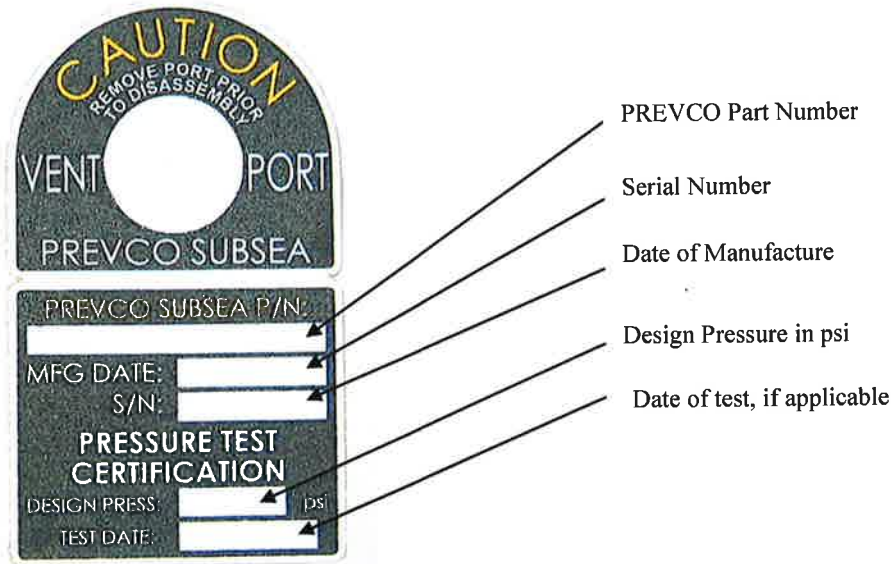 CAUTION
REMOVE PORT PRIOR
TO DISASSEMBLY
VENT PORT
PREVCO SUBSEA
PREVCO SUBSEA P/N:
MFG DATE:
S/N:
PRESSURE TEST
CERTIFICATION
DESIGN PRESS: psi
TEST DATE:
PREVCO Part Number
Serial Number
Date of Manufacture
Design Pressure in psi
Date of test, if applicable